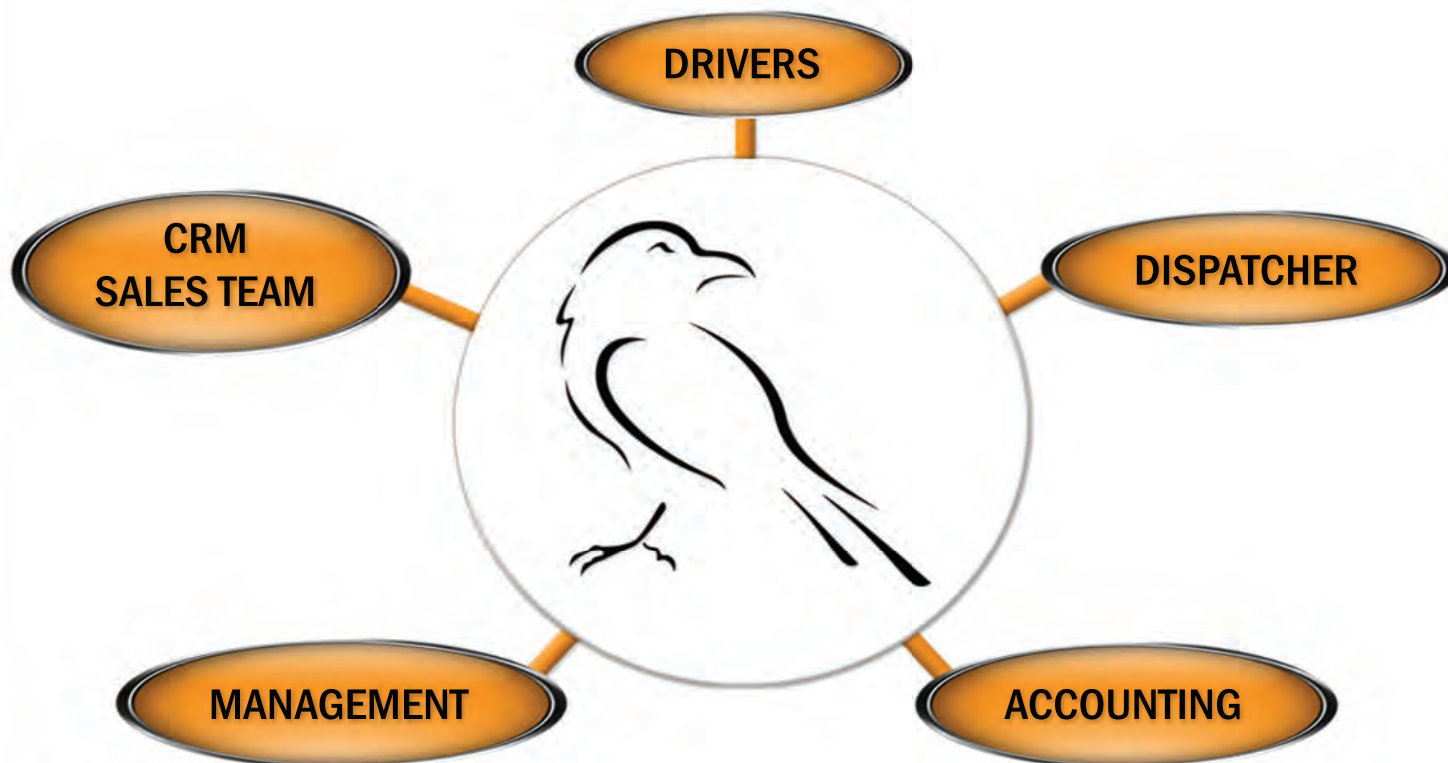 DRIVERS
CRM
SALES TEAM
DISPATCHER
MANAGEMENT
ACCOUNTING